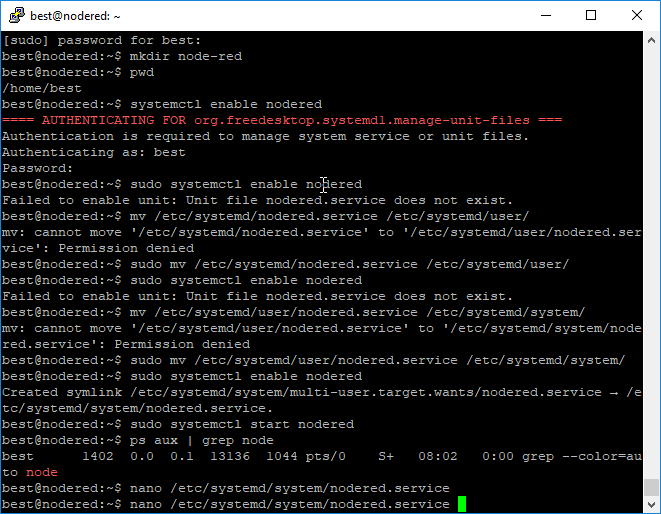 best@nodered: ~
[sudo] password for best:
best@nodered:~$ mkdir node-red
best@nodered:~$ pwd
/home/best
best@nodered:~$ systemctl enable nodered
==== AUTHENTICATING FOR org.freedesktop.systemd1.manage-unit-files ===
Authentication is required to manage system service or unit files.
Authenticating as: best
Password:
best@nodered:~$ sudo systemctl enable nodered
Failed to enable unit: Unit file nodered.service does not exist.
best@nodered:~$ mv /etc/systemd/nodered.service /etc/systemd/user/
mv: cannot move '/etc/systemd/nodered.service' to '/etc/systemd/user/nodered.ser
vice': Permission denied
best@nodered:~$ sudo mv /etc/systemd/nodered.service /etc/systemd/user/
best@nodered:~$ sudo systemctl enable nodered
Failed to enable unit: Unit file nodered.service does not exist.
best@nodered:~$ mv /etc/systemd/user/nodered.service /etc/systemd/system/
mv: cannot move '/etc/systemd/user/nodered.service' to '/etc/systemd/system/node
red.service': Permission denied
best@nodered:~$ sudo mv /etc/systemd/user/nodered.service /etc/systemd/system/
best@nodered:~$ sudo systemctl enable nodered
Created symlink /etc/systemd/system/multi-user.target.wants/nodered.service → /e
tc/systemd/system/nodered.service.
best@nodered:~$ sudo systemctl start nodered
best@nodered:~$ ps aux | grep node
best      1402  0.0  0.1  13136  1044 pts/0    S+   08:02   0:00 grep --color=au
to node
best@nodered:~$ nano /etc/systemd/system/nodered.service
best@nodered:~$ nano /etc/systemd/system/nodered.service